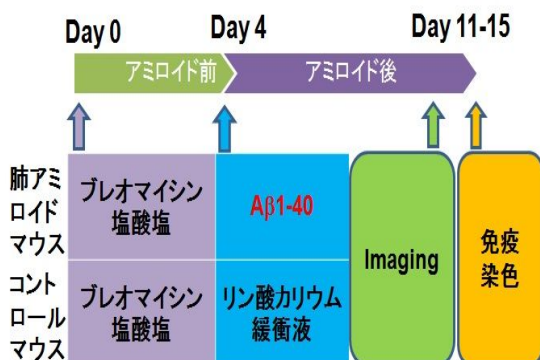 Day 0
Day 4
Day 11-15
アミロイド前
アミロイド後
肺アミ
ロイド
マウス
ブレオマイシン
塩酸塩
Aβ1-40
Imaging
免疫
染色
コント
ロール
マウス
ブレオマイシン
塩酸塩
リン酸カリウム
緩衝液